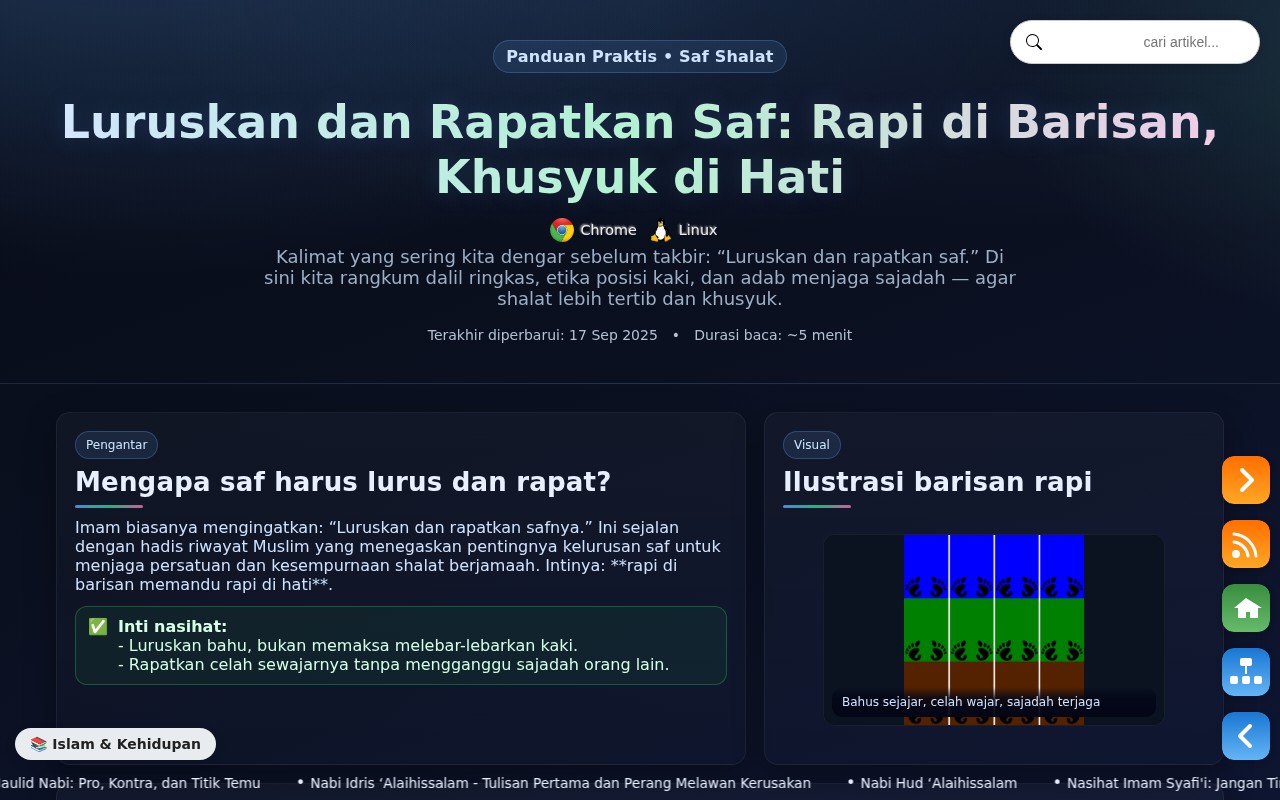 cari artikel...
Panduan Praktis • Saf Shalat
Luruskan dan Rapatkan Saf: Rapi di Barisan,
Khusyuk di Hati
Chrome Linux
Kalimat yang sering kita dengar sebelum takbir: “Luruskan dan rapatkan saf.” Di
sini kita rangkum dalil ringkas, etika posisi kaki, dan adab menjaga sajadah — agar
shalat lebih tertib dan khusyuk.
Terakhir diperbarui: 17 Sep 2025 • Durasi baca: ~5 menit
Pengantar
Mengapa saf harus lurus dan rapat?
Imam biasanya mengingatkan: “Luruskan dan rapatkan safnya.” Ini sejalan
dengan hadis riwayat Muslim yang menegaskan pentingnya kelurusan saf untuk
menjaga persatuan dan kesempurnaan shalat berjamaah. Intinya: **rapi di
barisan memandu rapi di hati**.
✅ Inti nasihat:
- Luruskan bahu, bukan memaksa melebar-lebarkan kaki.
- Rapatkan celah sewajarnya tanpa mengganggu sajadah orang lain.
Visual
Ilustrasi barisan rapi
Bahus sejajar, celah wajar, sajadah terjaga
📚 Islam & Kehidupan
aulid Nabi: Pro, Kontra, dan Titik Temu • Nabi Idris ‘Alaihissalam - Tulisan Pertama dan Perang Melawan Kerusakan • Nabi Hud ‘Alaihissalam • Nasihat Imam Syafi'i: Jangan